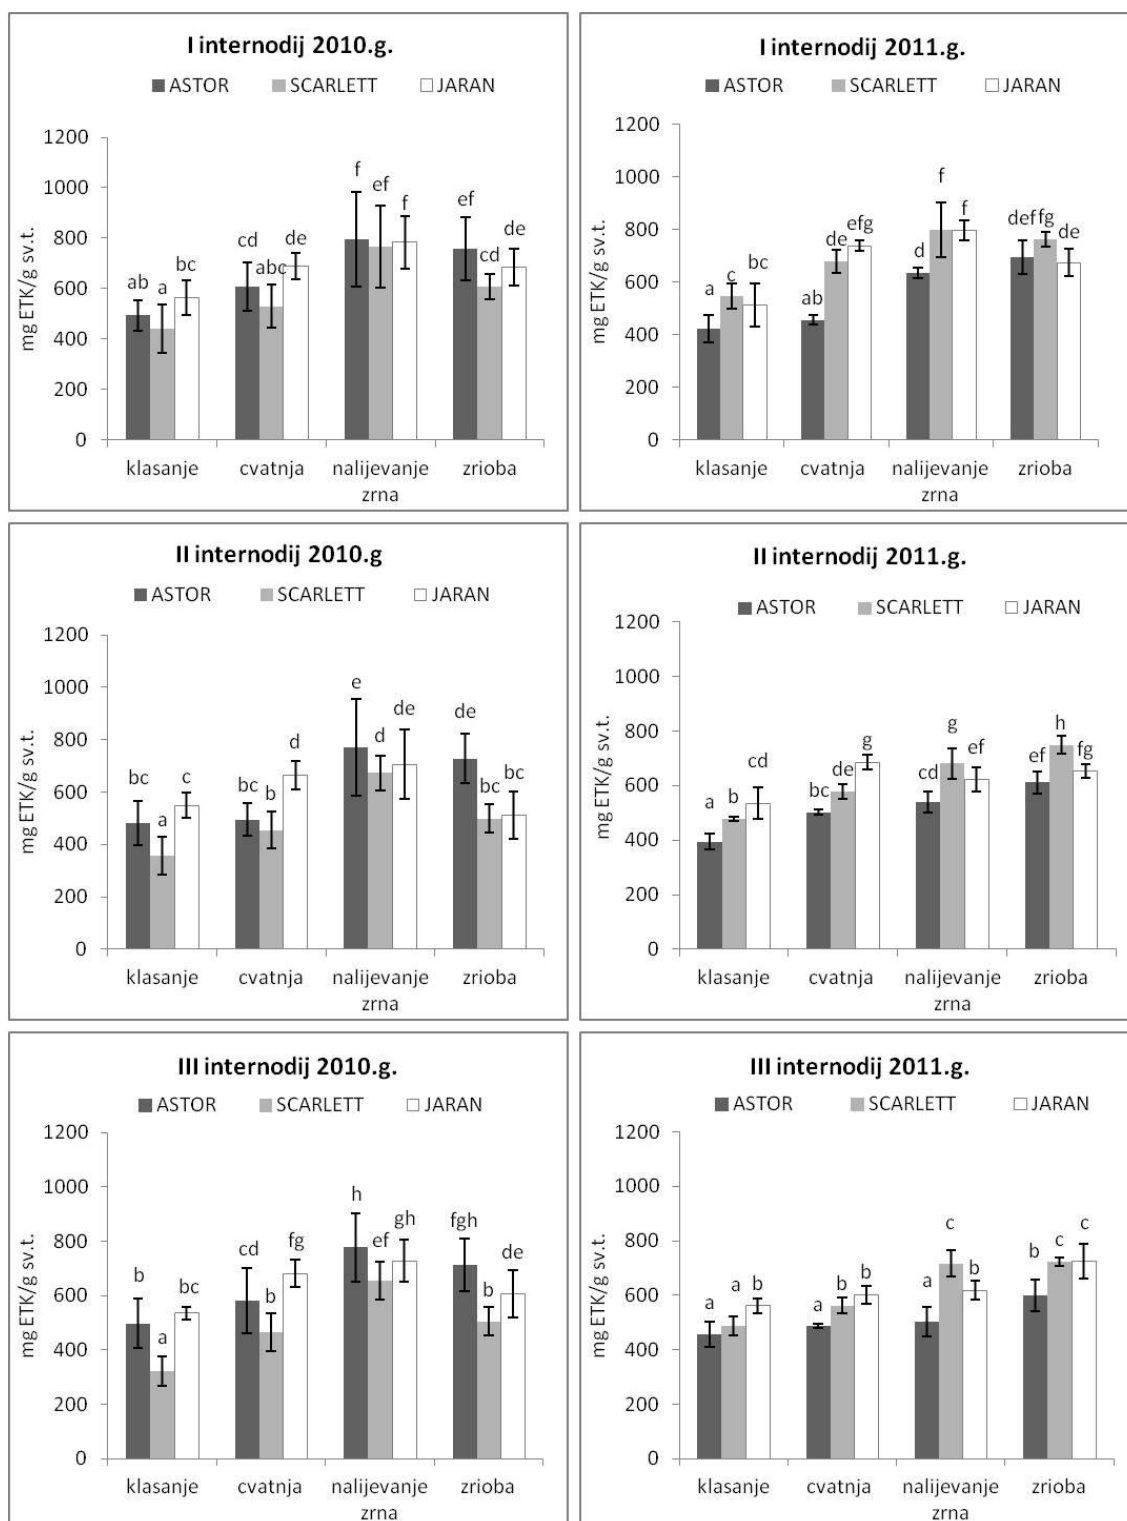 I internodij 2010.g.
ASTOR SCARLETT JARAN
mg ETK/g sv.t.
1200
1000
800
600
400
200
0
ab a bc cd abc de f ef f ef cd de
klasanje cvatnja nalijevanje zrioba
zrna
I internodij 2011.g.
ASTOR SCARLETT JARAN
mg ETK/g sv.t.
1200
1000
800
600
400
200
0
a c bc ab de efg d f f def fg de
klasanje cvatnja nalijevanje zrioba
zrna
II internodij 2010.g
ASTOR SCARLETT JARAN
mg ETK/g sv.t.
1200
1000
800
600
400
200
0
bc a c bc b d e d de de bc bc
klasanje cvatnja nalijevanje zrioba
zrna
II internodij 2011.g.
ASTOR SCARLETT JARAN
mg ETK/g sv.t.
1200
1000
800
600
400
200
0
a b cd bc de g cd g ef ef h fg
klasanje cvatnja nalijevanje zrioba
zrna
III internodij 2010.g.
ASTOR SCARLETT JARAN
mg ETK/g sv.t.
1200
1000
800
600
400
200
0
b a bc cd b fg h ef gh fgh b de
klasanje cvatnja nalijevanje zrioba
zrna
III internodij 2011.g.
ASTOR SCARLETT JARAN
mg ETK/g sv.t.
1200
1000
800
600
400
200
0
a a b a b b a c b b c c
klasanje cvatnja nalijevanje zrioba
zrna